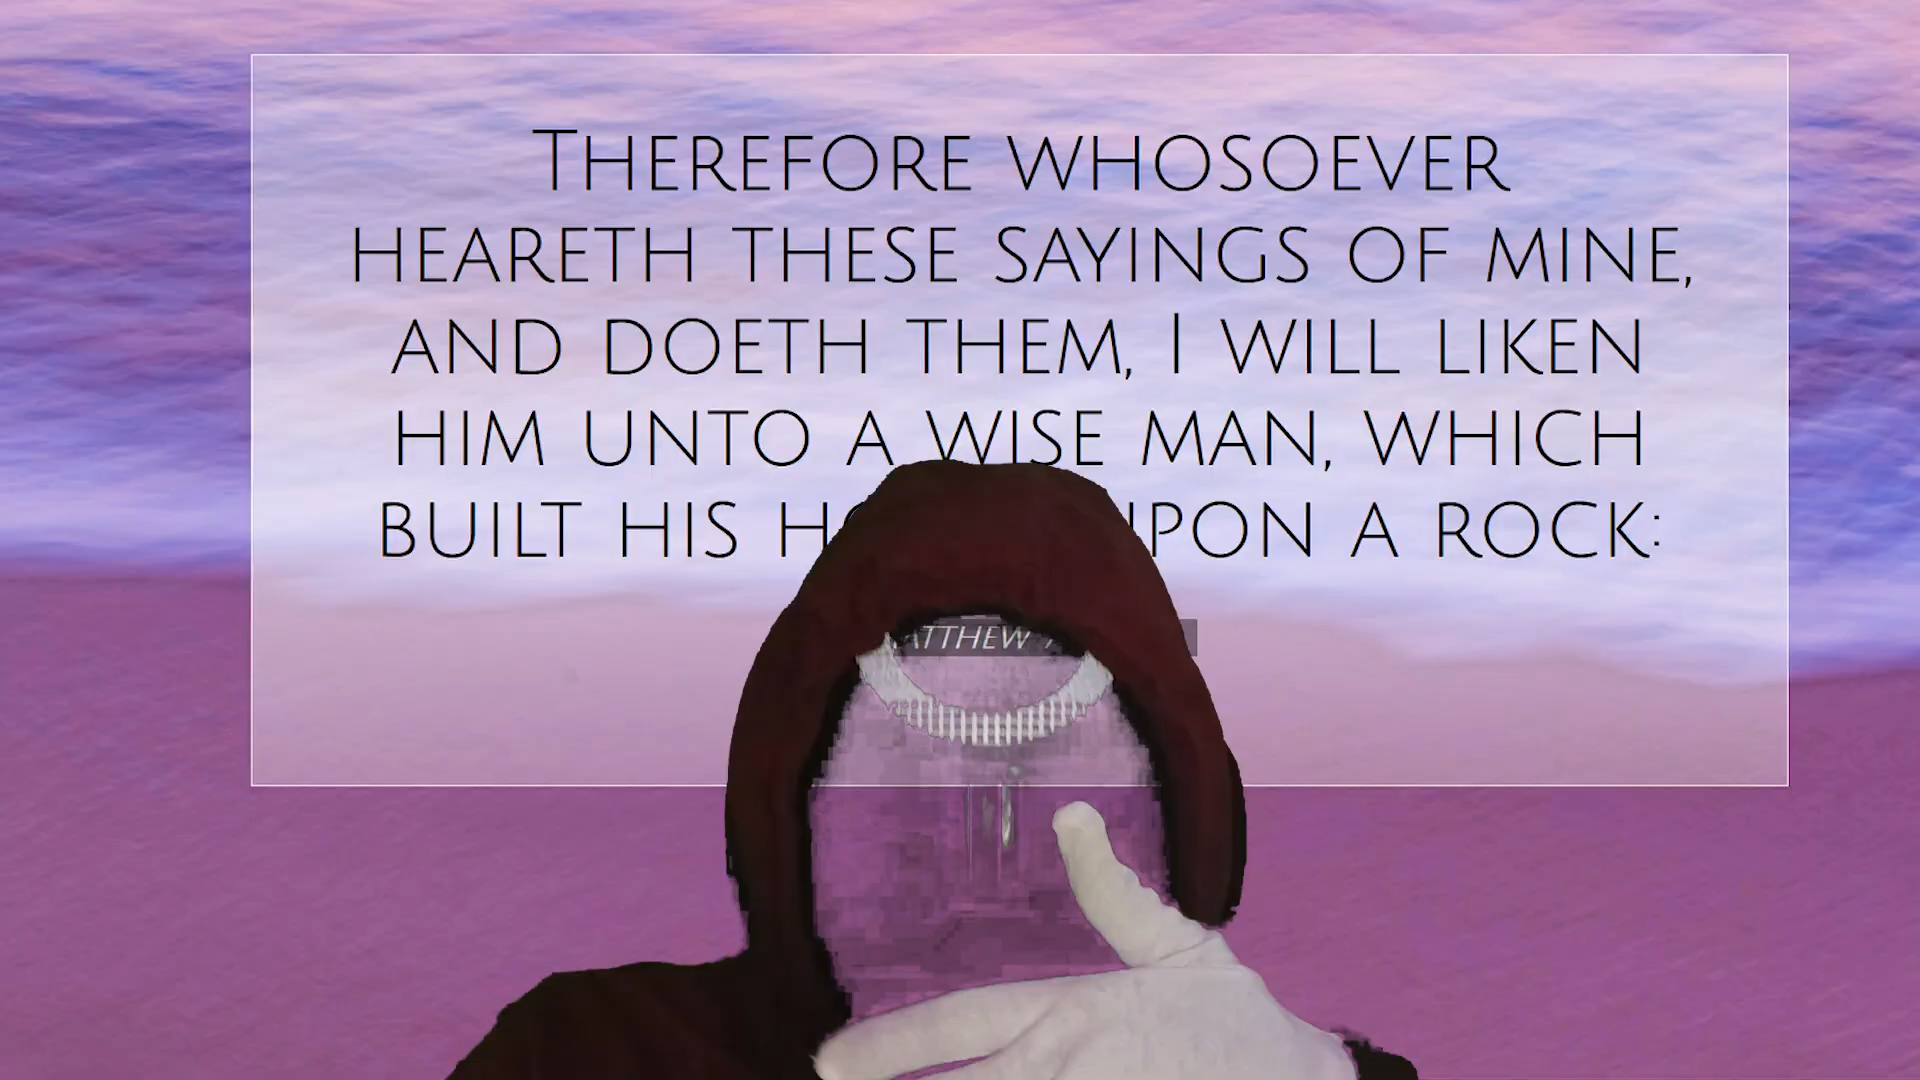 Therefore whosoever
heareth these sayings of mine,
and doeth them, I will liken
him unto a wise man, which
built his upon a rock:
Matthew